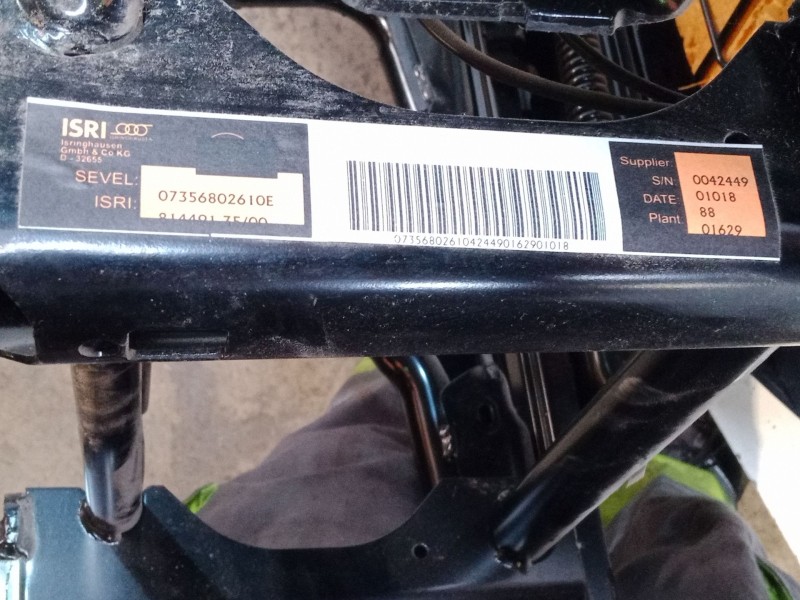 ISRI
Isringhausen
GmbH & Co KG
D - 32655
SEVEL: 07356802610E
ISRI:
07356802610424490162901018
Supplier:
S/N: 0042449
DATE 01018
Plant 88
01629